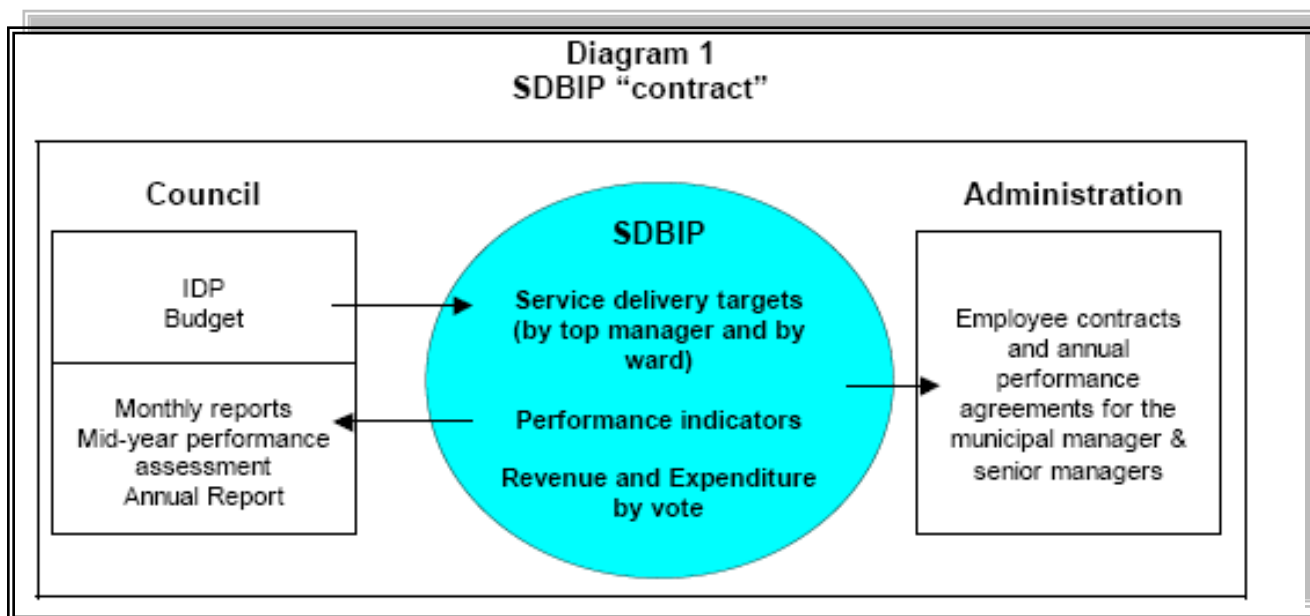 Diagram 1
SDBIP “contract”
Council
IDP
Budget
Monthly reports
Mid-year performance
assessment
Annual Report
SDBIP
Service delivery targets
(by top manager and by
ward)
Performance indicators
Revenue and Expenditure
by vote
Administration
Employee contracts
and annual
performance
agreements for the
municipal manager &
senior managers